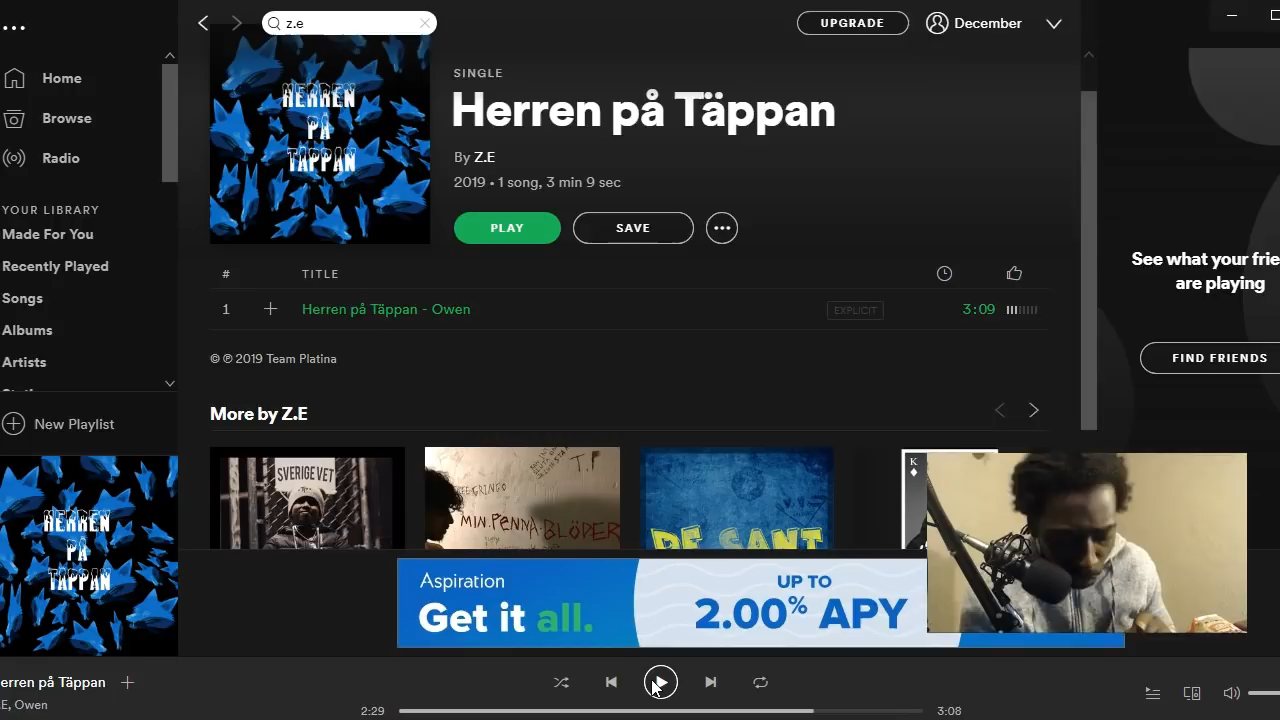 z.e
UPGRADE
December
Home
Browse
Radio
YOUR LIBRARY
Made For You
Recently Played
Songs
Albums
Artists
New Playlist
HERREN
PÅ
TÄPPAN
SINGLE
Herren på Täppan
By Z.E
2019 • 1 song, 3 min 9 sec
PLAY
SAVE
#
TITLE
1
Herren på Täppan - Owen
EXPLICIT
3:09
© ℗ 2019 Team Platina
More by Z.E
SVERIGE VET
T.F
MIN.PENNA.BLÖDER
DE SANT
K
See what your frie
are playing
FIND FRIENDS
HERREN
PÅ
TÄPPAN
Aspiration
Get it all.
UP TO
2.00% APY
erren på Täppan
.E, Owen
2:29
3:08